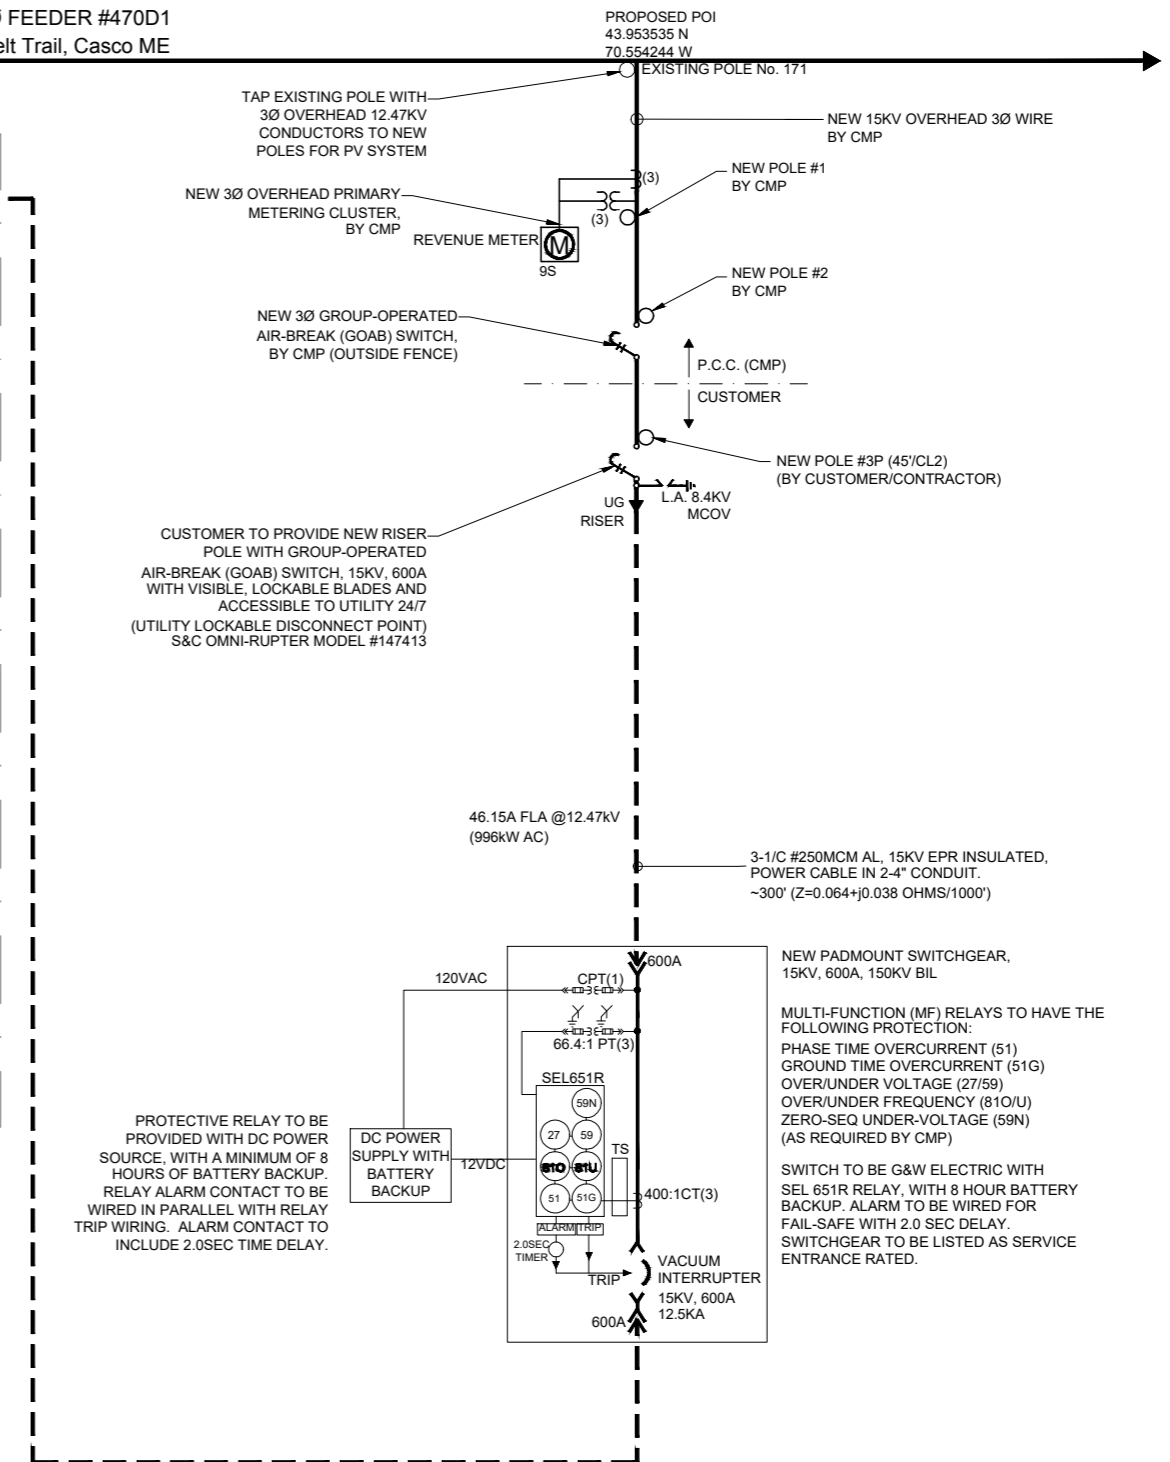 FEEDER #470D1
elt Trail, Casco ME
PROPOSED POI
43.953535 N
70.554244 W
EXISTING POLE No. 171
TAP EXISTING POLE WITH
3Ø OVERHEAD 12.47KV
CONDUCTORS TO NEW
POLES FOR PV SYSTEM
NEW 15KV OVERHEAD 3Ø WIRE
BY CMP
(3)
NEW POLE #1
BY CMP
NEW 3Ø OVERHEAD PRIMARY
METERING CLUSTER,
BY CMP
(3)
REVENUE METER
M
9S
NEW POLE #2
BY CMP
NEW 3Ø GROUP-OPERATED
AIR-BREAK (GOAB) SWITCH,
BY CMP (OUTSIDE FENCE)
P.C.C. (CMP)
CUSTOMER
NEW POLE #3P (45'/CL2)
(BY CUSTOMER/CONTRACTOR)
L.A. 8.4KV
MCOV
UG
RISER
CUSTOMER TO PROVIDE NEW RISER
POLE WITH GROUP-OPERATED
AIR-BREAK (GOAB) SWITCH, 15KV, 600A
WITH VISIBLE, LOCKABLE BLADES AND
ACCESSIBLE TO UTILITY 24/7
(UTILITY LOCKABLE DISCONNECT POINT)
S&C OMNI-RUPTER MODEL #147413
46.15A FLA @12.47kV
(996kW AC)
3-1/C #250MCM AL, 15KV EPR INSULATED,
POWER CABLE IN 2-4" CONDUIT.
~300' (Z=0.064+j0.038 OHMS/1000')
600A
NEW PADMOUNT SWITCHGEAR,
15KV, 600A, 150KV BIL
120VAC
CPT(1)
66.4:1 PT(3)
MULTI-FUNCTION (MF) RELAYS TO HAVE THE
FOLLOWING PROTECTION:
PHASE TIME OVERCURRENT (51)
GROUND TIME OVERCURRENT (51G)
OVER/UNDER VOLTAGE (27/59)
OVER/UNDER FREQUENCY (81O/U)
ZERO-SEQ UNDER-VOLTAGE (59N)
(AS REQUIRED BY CMP)
SEL651R
59N
27
59
81O
81U
51
51G
TS
400:1CT(3)
PROTECTIVE RELAY TO BE
PROVIDED WITH DC POWER
SOURCE, WITH A MINIMUM OF 8
HOURS OF BATTERY BACKUP.
RELAY ALARM CONTACT TO BE
WIRED IN PARALLEL WITH RELAY
TRIP WIRING. ALARM CONTACT TO
INCLUDE 2.0SEC TIME DELAY.
DC POWER
SUPPLY WITH
BATTERY
BACKUP
12VDC
ALARM
TRIP
2.0SEC
TIMER
TRIP
VACUUM
INTERRUPTER
15KV, 600A
12.5KA
600A
SWITCH TO BE G&W ELECTRIC WITH
SEL 651R RELAY, WITH 8 HOUR BATTERY
BACKUP. ALARM TO BE WIRED FOR
FAIL-SAFE WITH 2.0 SEC DELAY.
SWITCHGEAR TO BE LISTED AS SERVICE
ENTRANCE RATED.